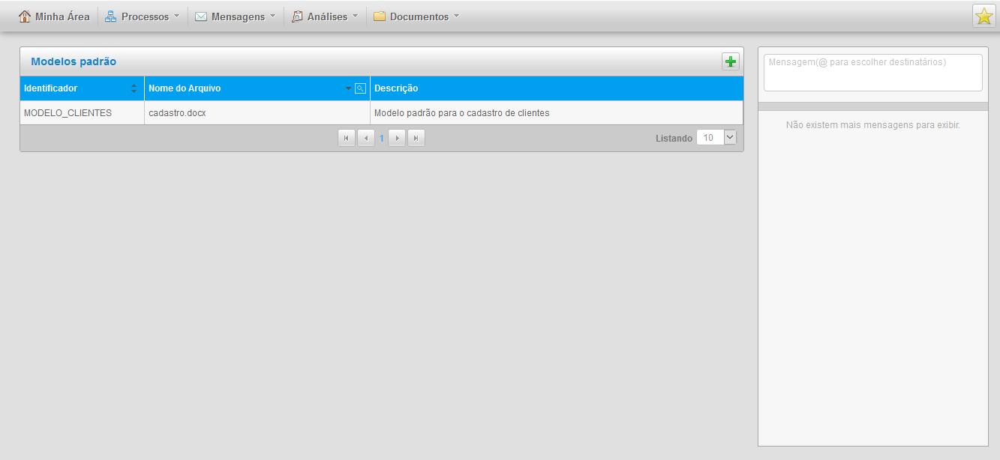 Minha Área Processos Mensagens Análises Documentos
Modelos padrão
Identificador Nome do Arquivo Descrição
MODELO_CLIENTES cadastro.docx Modelo padrão para o cadastro de clientes
1 Listando 10
Mensagem(@ para escolher destinatários)
Não existem mais mensagens para exibir.